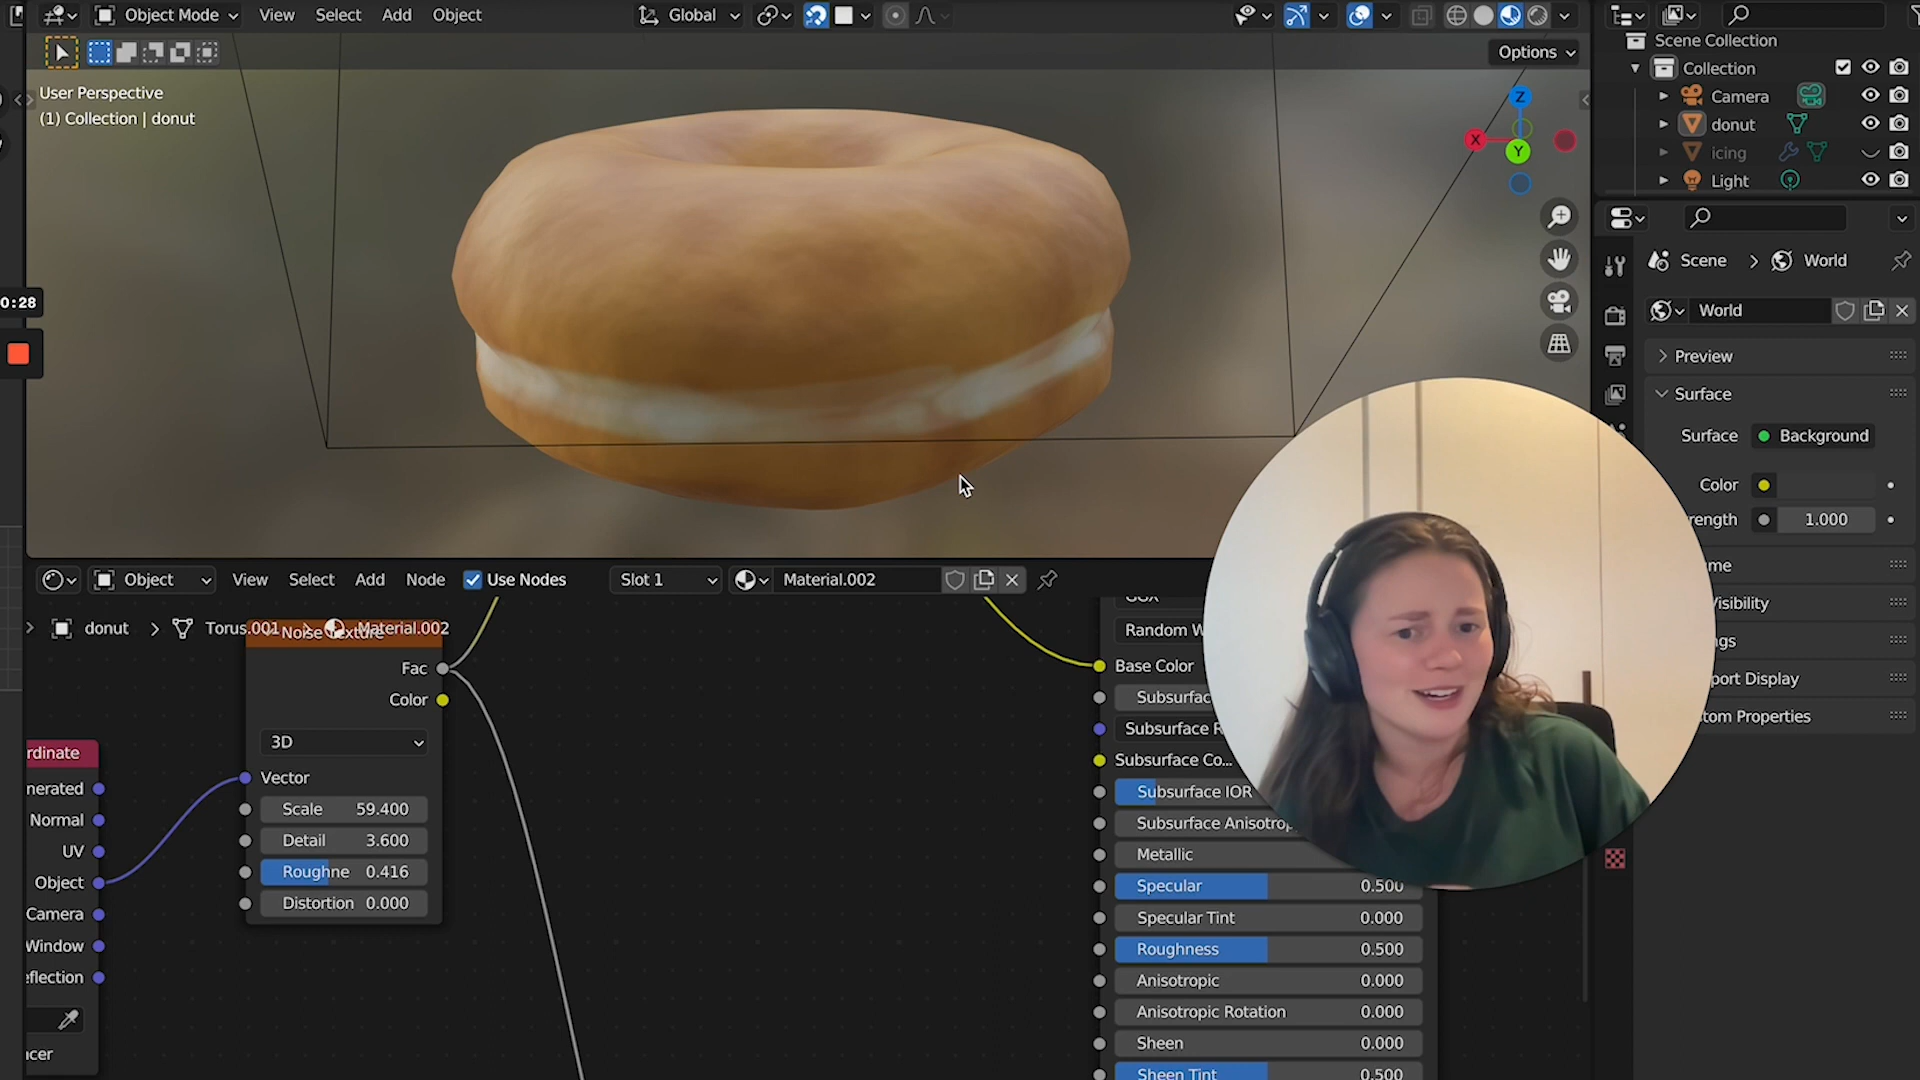 Object Mode View Select Add Object Global
Options
User Perspective
(1) Collection | donut
Z
X
Y
0:28
Scene Collection
Collection
Camera
donut
icing
Light
Scene > World
World
Preview
Surface
Surface Background
Color
rength 1.000
me
Visibility
ngs
port Display
tom Properties
Object View Select Add Node Node Use Nodes Slot 1 Material.002
donut > Torus.001 > Material.002
Noise Texture
Fac
Color
3D
Vector
Scale 59.400
Detail 3.600
Roughne 0.416
Distortion 0.000
rdinate
nerated
Normal
UV
Object
Camera
Window
eflection
ncer
GGX
Random W
Base Color
Subsurfac
Subsurface R
Subsurface Co...
Subsurface IOR
Subsurface Anisotrop
Metallic
Specular 0.500
Specular Tint 0.000
Roughness 0.500
Anisotropic 0.000
Anisotropic Rotation 0.000
Sheen 0.000
Sheen Tint 0.500